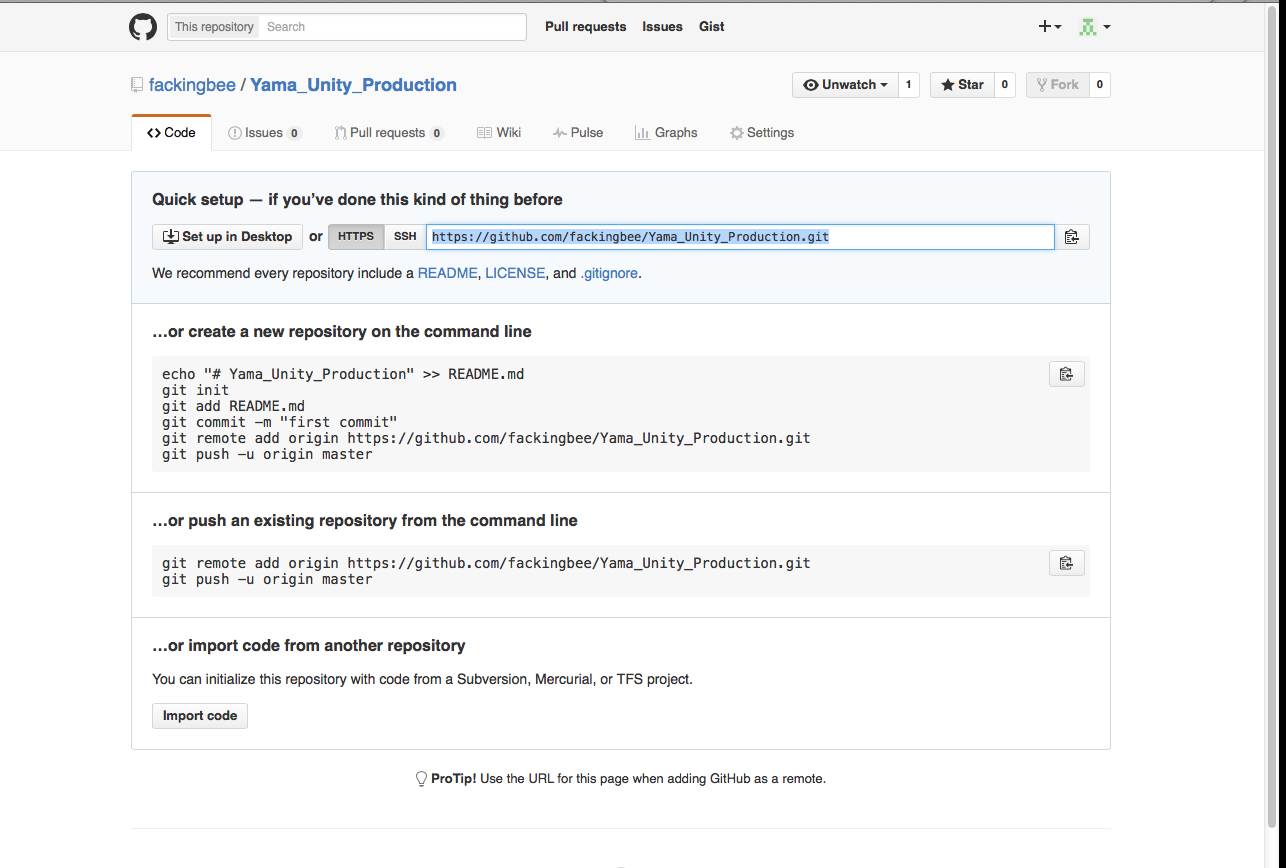 This repository Search Pull requests Issues Gist
fackingbee / Yama_Unity_Production Unwatch 1 Star 0 Fork 0
Code Issues 0 Pull requests 0 Wiki Pulse Graphs Settings
Quick setup — if you’ve done this kind of thing before
Set up in Desktop or HTTPS SSH https://github.com/fackingbee/Yama_Unity_Production.git
We recommend every repository include a README, LICENSE, and .gitignore.
…or create a new repository on the command line
echo "# Yama_Unity_Production" >> README.md
git init
git add README.md
git commit -m "first commit"
git remote add origin https://github.com/fackingbee/Yama_Unity_Production.git
git push -u origin master
…or push an existing repository from the command line
git remote add origin https://github.com/fackingbee/Yama_Unity_Production.git
git push -u origin master
…or import code from another repository
You can initialize this repository with code from a Subversion, Mercurial, or TFS project.
Import code
ProTip! Use the URL for this page when adding GitHub as a remote.